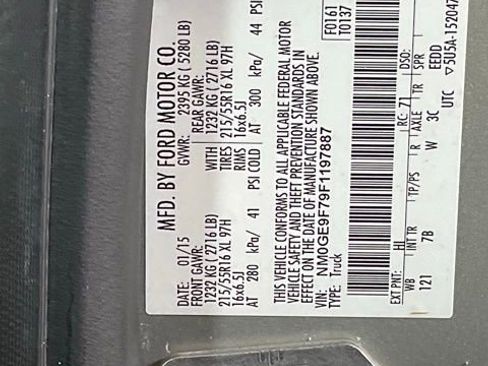 MFD. BY FORD MOTOR CO.
DATE: 01/15 GVWR: 2395 KG ( 5280 LB)
FRONT GAWR: REAR GAWR:
1232 KG ( 2716 LB) WITH 1232 KG ( 2716 LB)
215/55R16 XL 97H TIRES 215/55R16 XL 97H
16x6.5J RIMS 16x6.5J
AT 280 kPa/ 41 PSI COLD AT 300 kPa/ 44 PSI
THIS VEHICLE CONFORMS TO ALL APPLICABLE FEDERAL MOTOR
VEHICLE SAFETY AND THEFT PREVENTION STANDARDS IN
EFFECT ON THE DATE OF MANUFACTURE SHOWN ABOVE.
VIN: NM0GE9F79F1197887
TYPE: Truck
F0161
T0137
EXT PNT: HI RC: 71 DSO:
WB INT TR TP/PS R AXLE TR SPR
121 7B W 3C EEDD
UTC ▽5U5A-15204